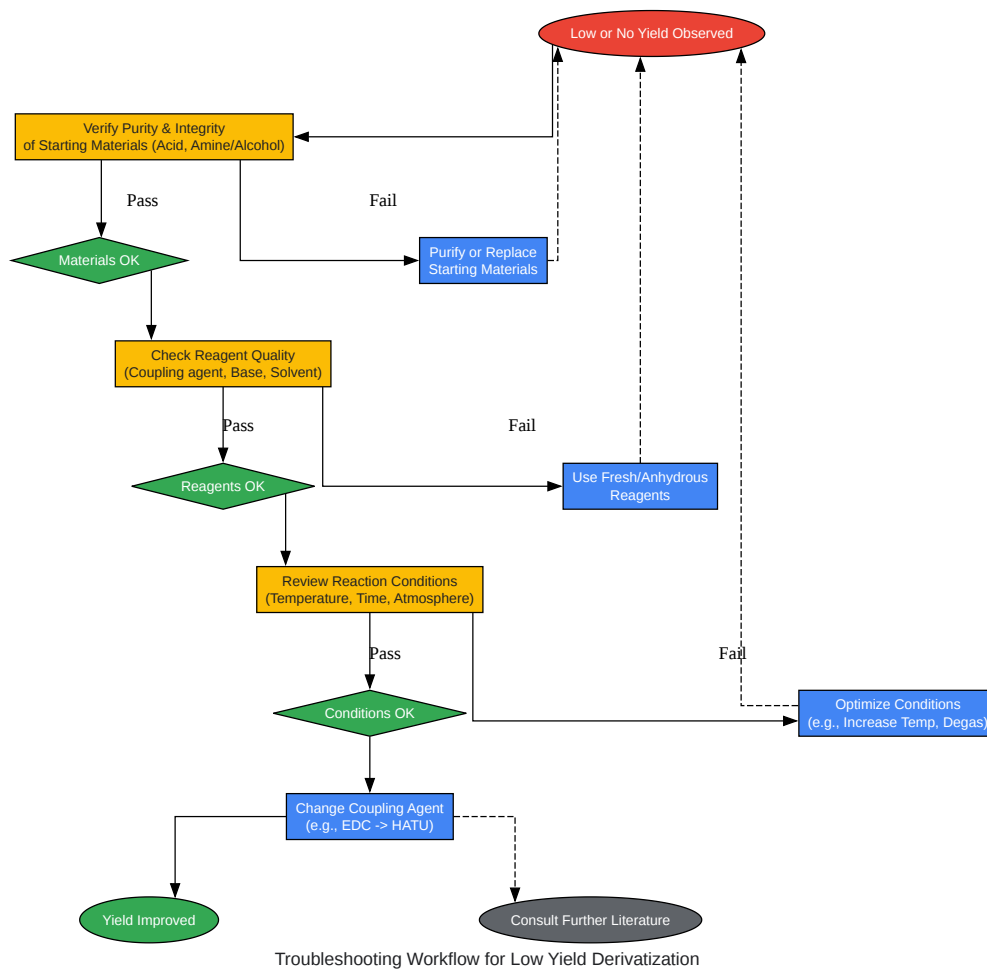 Low or No Yield Observed
Verify Purity & Integrity
of Starting Materials (Acid, Amine/Alcohol)
Pass
Fail
Materials OK
Purify or Replace
Starting Materials
Check Reagent Quality
(Coupling agent, Base, Solvent)
Pass
Fail
Reagents OK
Use Fresh/Anhydrous
Reagents
Review Reaction Conditions
(Temperature, Time, Atmosphere)
Pass
Fail
Conditions OK
Optimize Conditions
(e.g., Increase Temp, Degas)
Change Coupling Agent
(e.g., EDC -> HATU)
Yield Improved
Consult Further Literature
Troubleshooting Workflow for Low Yield Derivatization